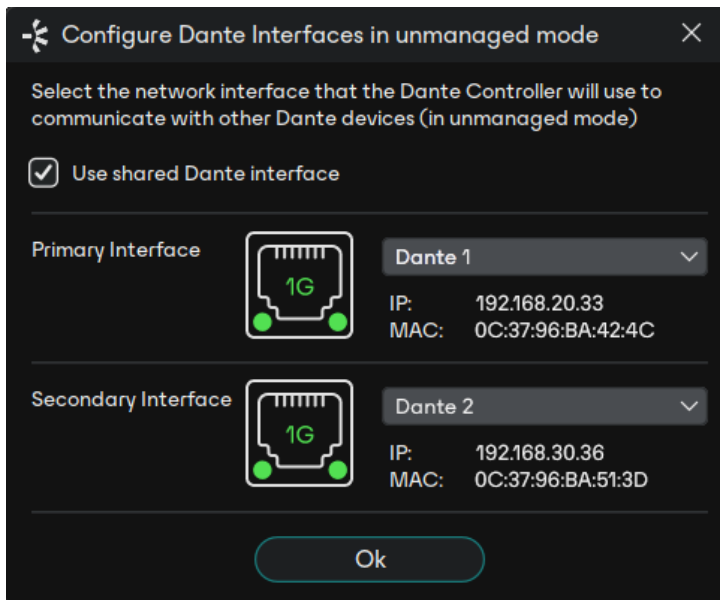 Configure Dante Interfaces in unmanaged mode
Select the network interface that the Dante Controller will use to
communicate with other Dante devices (in unmanaged mode)
Use shared Dante interface
Primary Interface
1G
Dante 1
IP: 192.168.20.33
MAC: 0C:37:96:BA:42:4C
Secondary Interface
1G
Dante 2
IP: 192.168.30.36
MAC: 0C:37:96:BA:51:3D
Ok